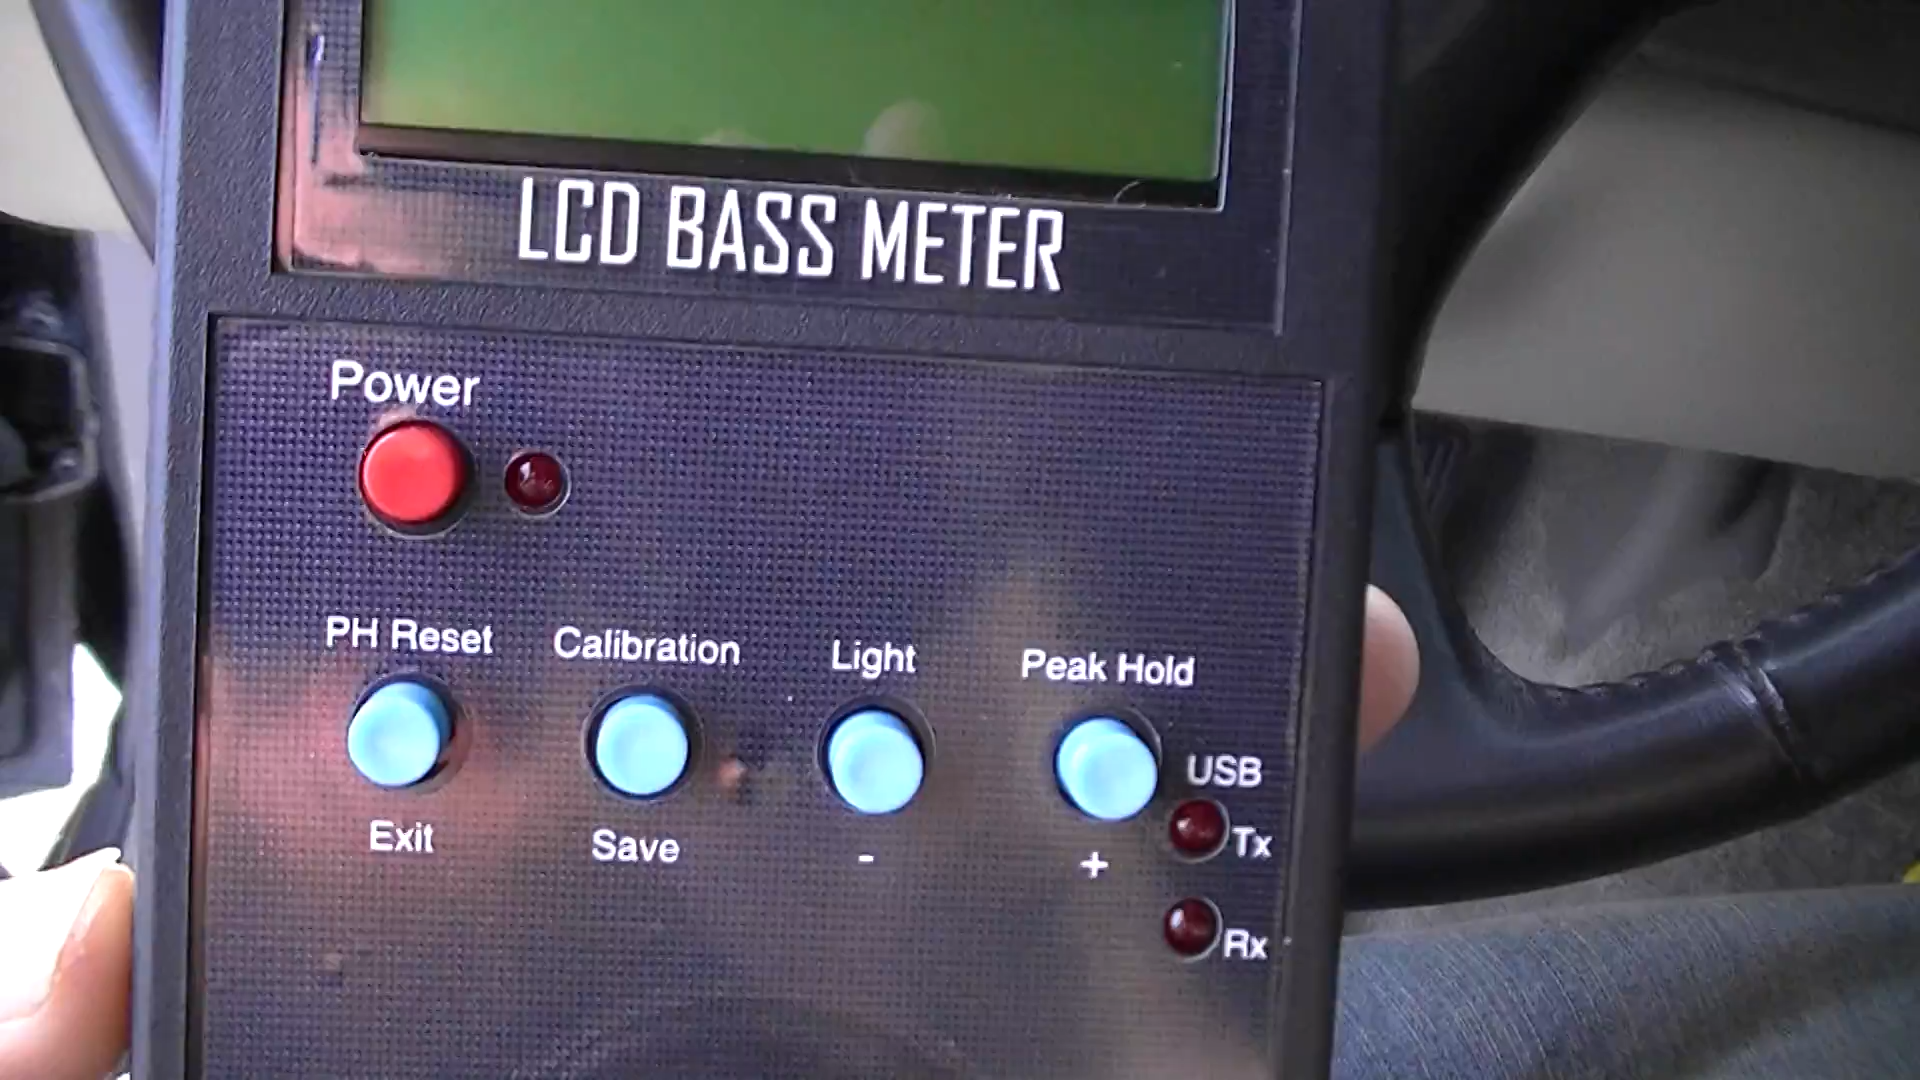 LCD BASS METER
Power
PH Reset Calibration Light Peak Hold
USB
Tx
Exit Save - +
Rx